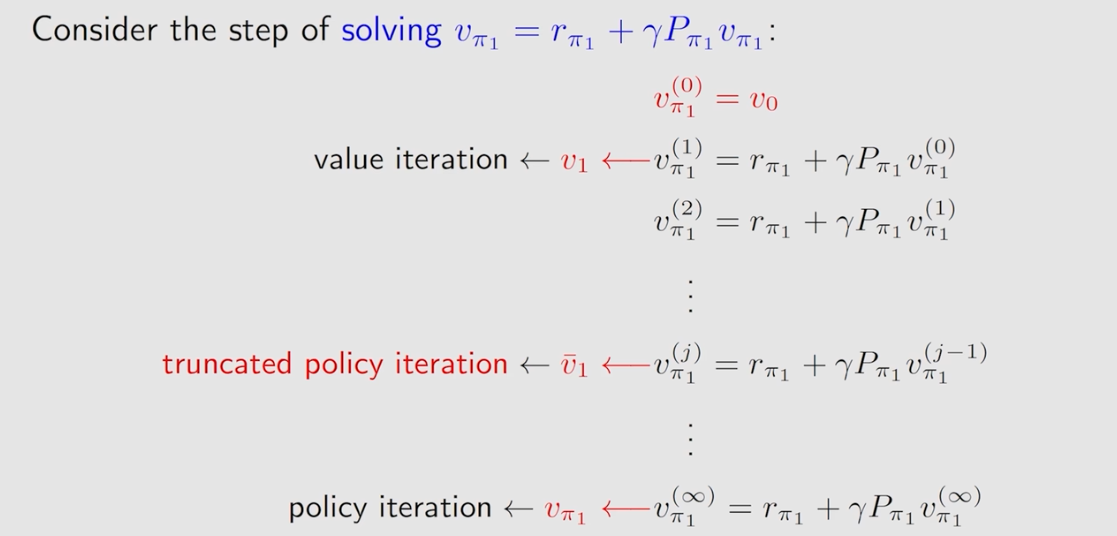 Consider the step of solving $v_{\pi_1} = r_{\pi_1} + \gamma P_{\pi_1} v_{\pi_1}$:
$v_{\pi_1}^{(0)} = v_0$
value iteration $\leftarrow v_1 \longleftarrow v_{\pi_1}^{(1)} = r_{\pi_1} + \gamma P_{\pi_1} v_{\pi_1}^{(0)}$
$v_{\pi_1}^{(2)} = r_{\pi_1} + \gamma P_{\pi_1} v_{\pi_1}^{(1)}$
$\vdots$
truncated policy iteration $\leftarrow \bar{v}_1 \longleftarrow v_{\pi_1}^{(j)} = r_{\pi_1} + \gamma P_{\pi_1} v_{\pi_1}^{(j-1)}$
$\vdots$
policy iteration $\leftarrow v_{\pi_1} \longleftarrow v_{\pi_1}^{(\infty)} = r_{\pi_1} + \gamma P_{\pi_1} v_{\pi_1}^{(\infty)}$